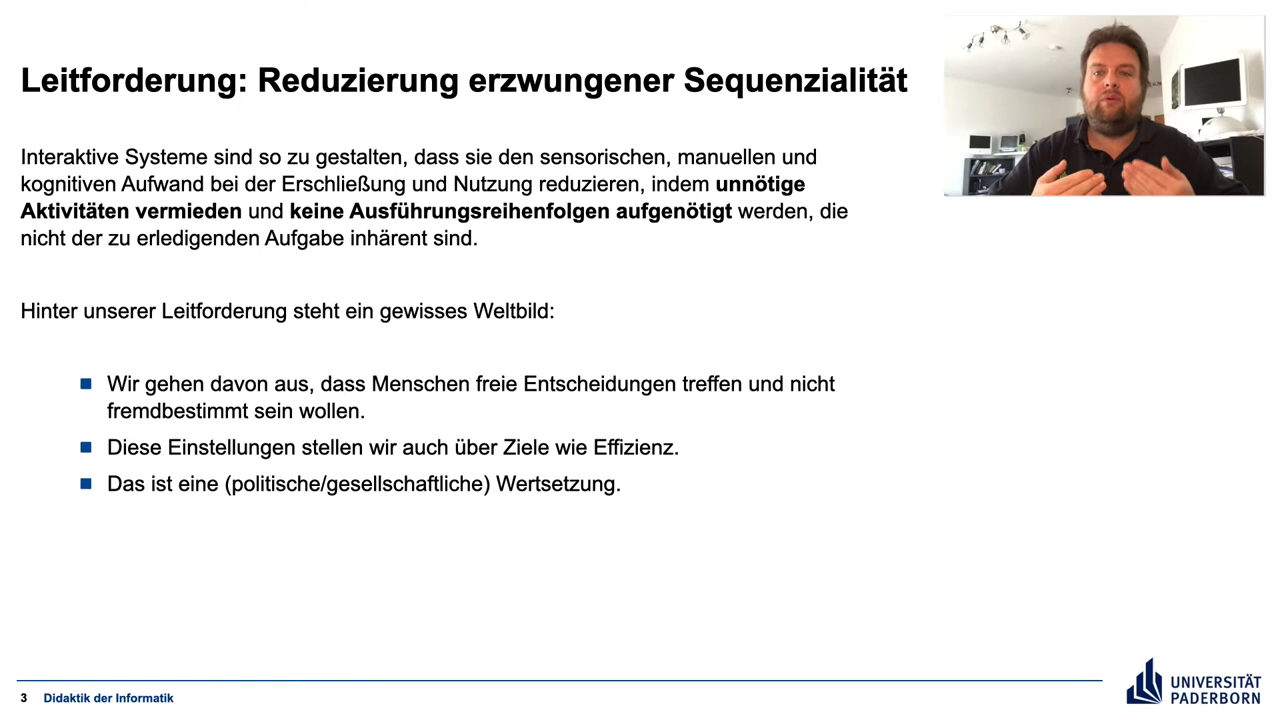 Leitforderung: Reduzierung erzwungener Sequenzialität
Interaktive Systeme sind so zu gestalten, dass sie den sensorischen, manuellen und
kognitiven Aufwand bei der Erschließung und Nutzung reduzieren, indem unnötige
Aktivitäten vermieden und keine Ausführungsreihenfolgen aufgenötigt werden, die
nicht der zu erledigenden Aufgabe inhärent sind.
Hinter unserer Leitforderung steht ein gewisses Weltbild:
Wir gehen davon aus, dass Menschen freie Entscheidungen treffen und nicht
fremdbestimmt sein wollen.
Diese Einstellungen stellen wir auch über Ziele wie Effizienz.
Das ist eine (politische/gesellschaftliche) Wertsetzung.
3 Didaktik der Informatik
UNIVERSITÄT
PADERBORN